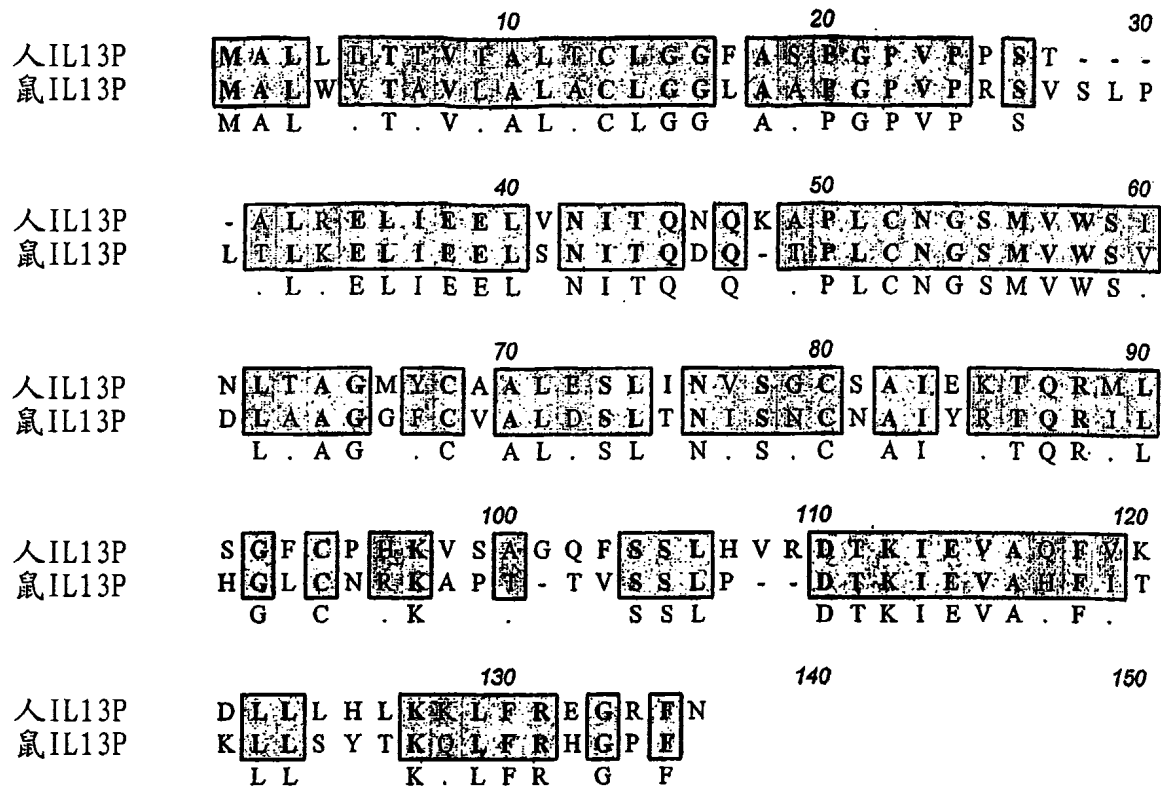 10 20 30
人IL13P M A L L L T T V I A L T C L G G F A S P G P V P P S T - - -
鼠IL13P M A L W V T A V L A L A C L G G L A A P G P V P R S V S L P
M A L . T . V . A L . C L G G A . P G P V P S
40 50 60
人IL13P - A L R E L I E E L V N I T Q N Q K A P L C N G S M V W S I
鼠IL13P L T L K E L I E E L S N I T Q D Q - T P L C N G S M V W S V
. L . E L I E E L N I T Q Q . P L C N G S M V W S .
70 80 90
人IL13P N L T A G M Y C A A L E S L I N V S G C S A I E K T Q R M L
鼠IL13P D L A A G G F C V A L D S L T N I S N C N A I Y R T Q R I L
L . A G . C A L . S L N . S . C A I . T Q R . L
100 110 120
人IL13P S G F C P H K V S A G Q F S S L H V R D T K I E V A Q F V K
鼠IL13P H G L C N R K A P T - T V S S L P - - D T K I E V A H F I T
G C . K . S S L D T K I E V A . F .
130 140 150
人IL13P D L L L H L K K L F R E G R F N
鼠IL13P K L L S Y T K Q L F R H G P F
L L K . L F R G F